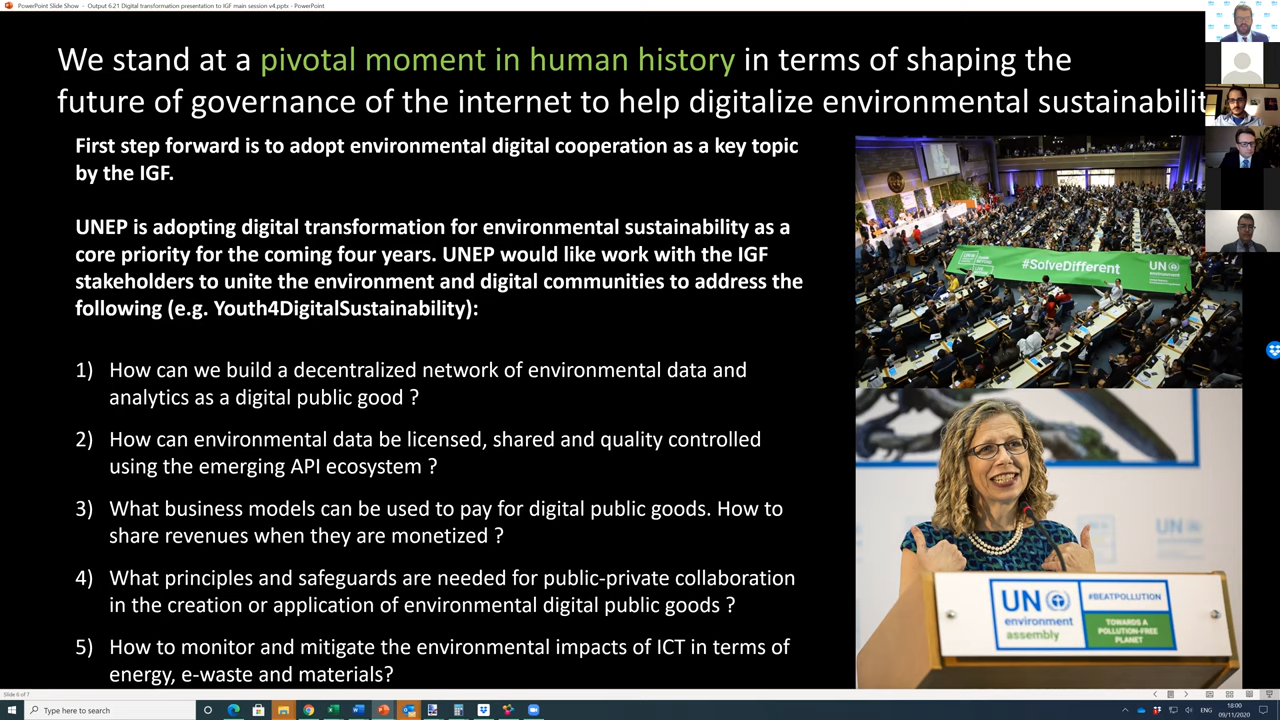 PowerPoint Slide Show - Output 6.21 Digital transformation presentation to IGF main session v4.pptx - PowerPoint
We stand at a pivotal moment in human history in terms of shaping the
future of governance of the internet to help digitalize environmental sustainabilit
First step forward is to adopt environmental digital cooperation as a key topic
by the IGF.
UNEP is adopting digital transformation for environmental sustainability as a
core priority for the coming four years. UNEP would like work with the IGF
stakeholders to unite the environment and digital communities to address the
following (e.g. Youth4DigitalSustainability):
1) How can we build a decentralized network of environmental data and
analytics as a digital public good ?
2) How can environmental data be licensed, shared and quality controlled
using the emerging API ecosystem ?
3) What business models can be used to pay for digital public goods. How to
share revenues when they are monetized ?
4) What principles and safeguards are needed for public-private collaboration
in the creation or application of environmental digital public goods ?
5) How to monitor and mitigate the environmental impacts of ICT in terms of
energy, e-waste and materials?
#SolveDifferent
UN
environment
UN
UN
environment
assembly
#BEATPOLLUTION
TOWARDS A
POLLUTION-FREE
PLANET
Slide 6 of 7
Type here to search
ENG
18:00
09/11/2020